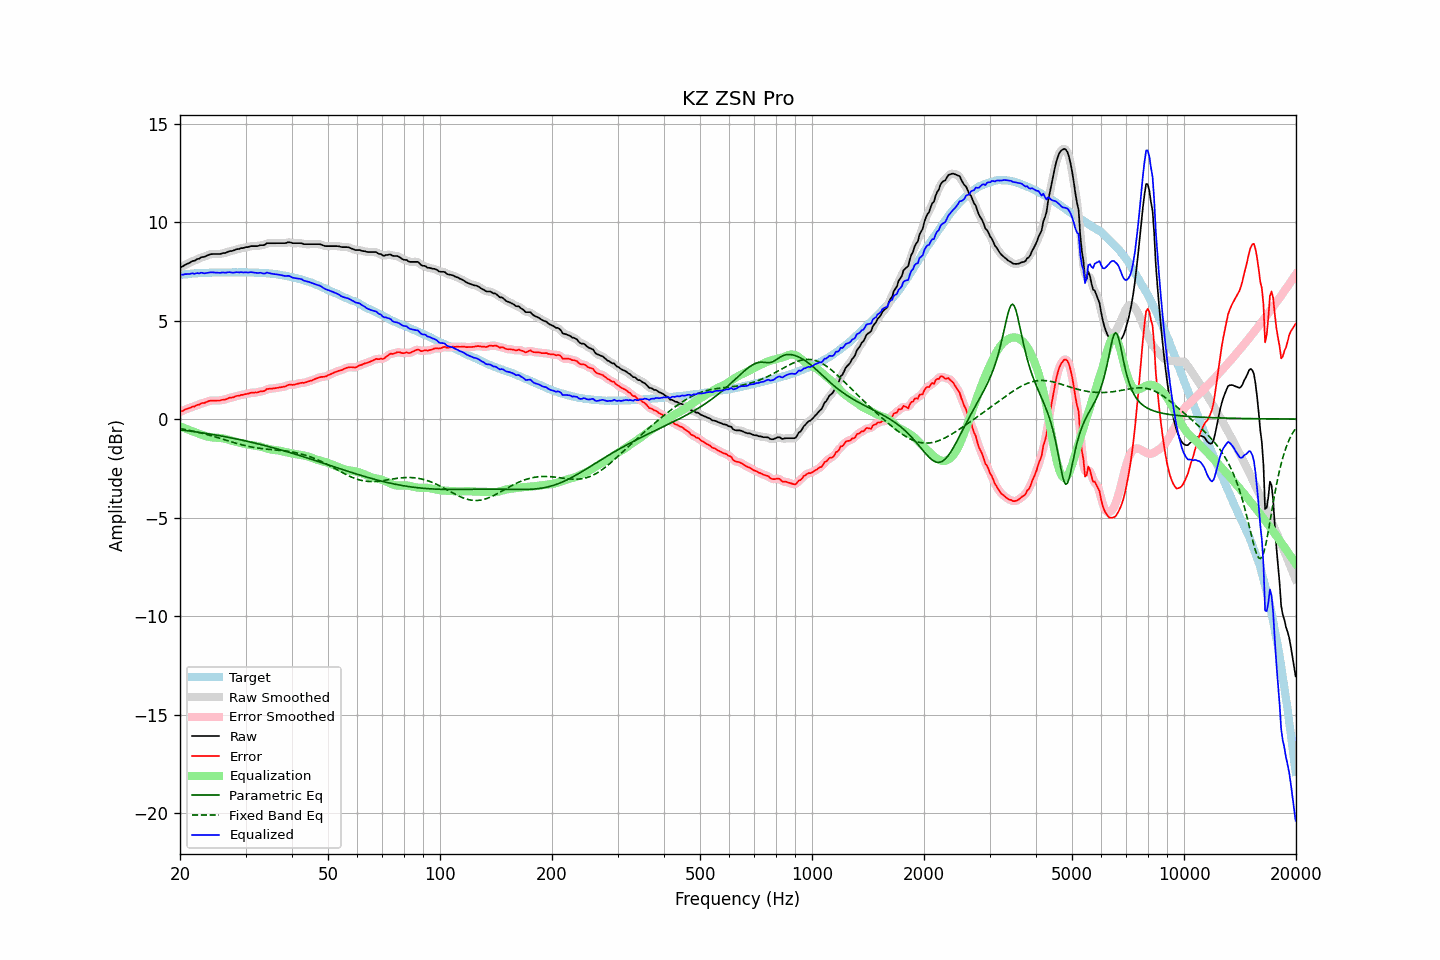 KZ ZSN Pro
15
10
5
0
−5
−10
−15
−20
Amplitude (dBr)
Target
Raw Smoothed
Error Smoothed
Raw
Error
Equalization
Parametric Eq
Fixed Band Eq
Equalized
20 50 100 200 500 1000 2000 5000 10000 20000
Frequency (Hz)